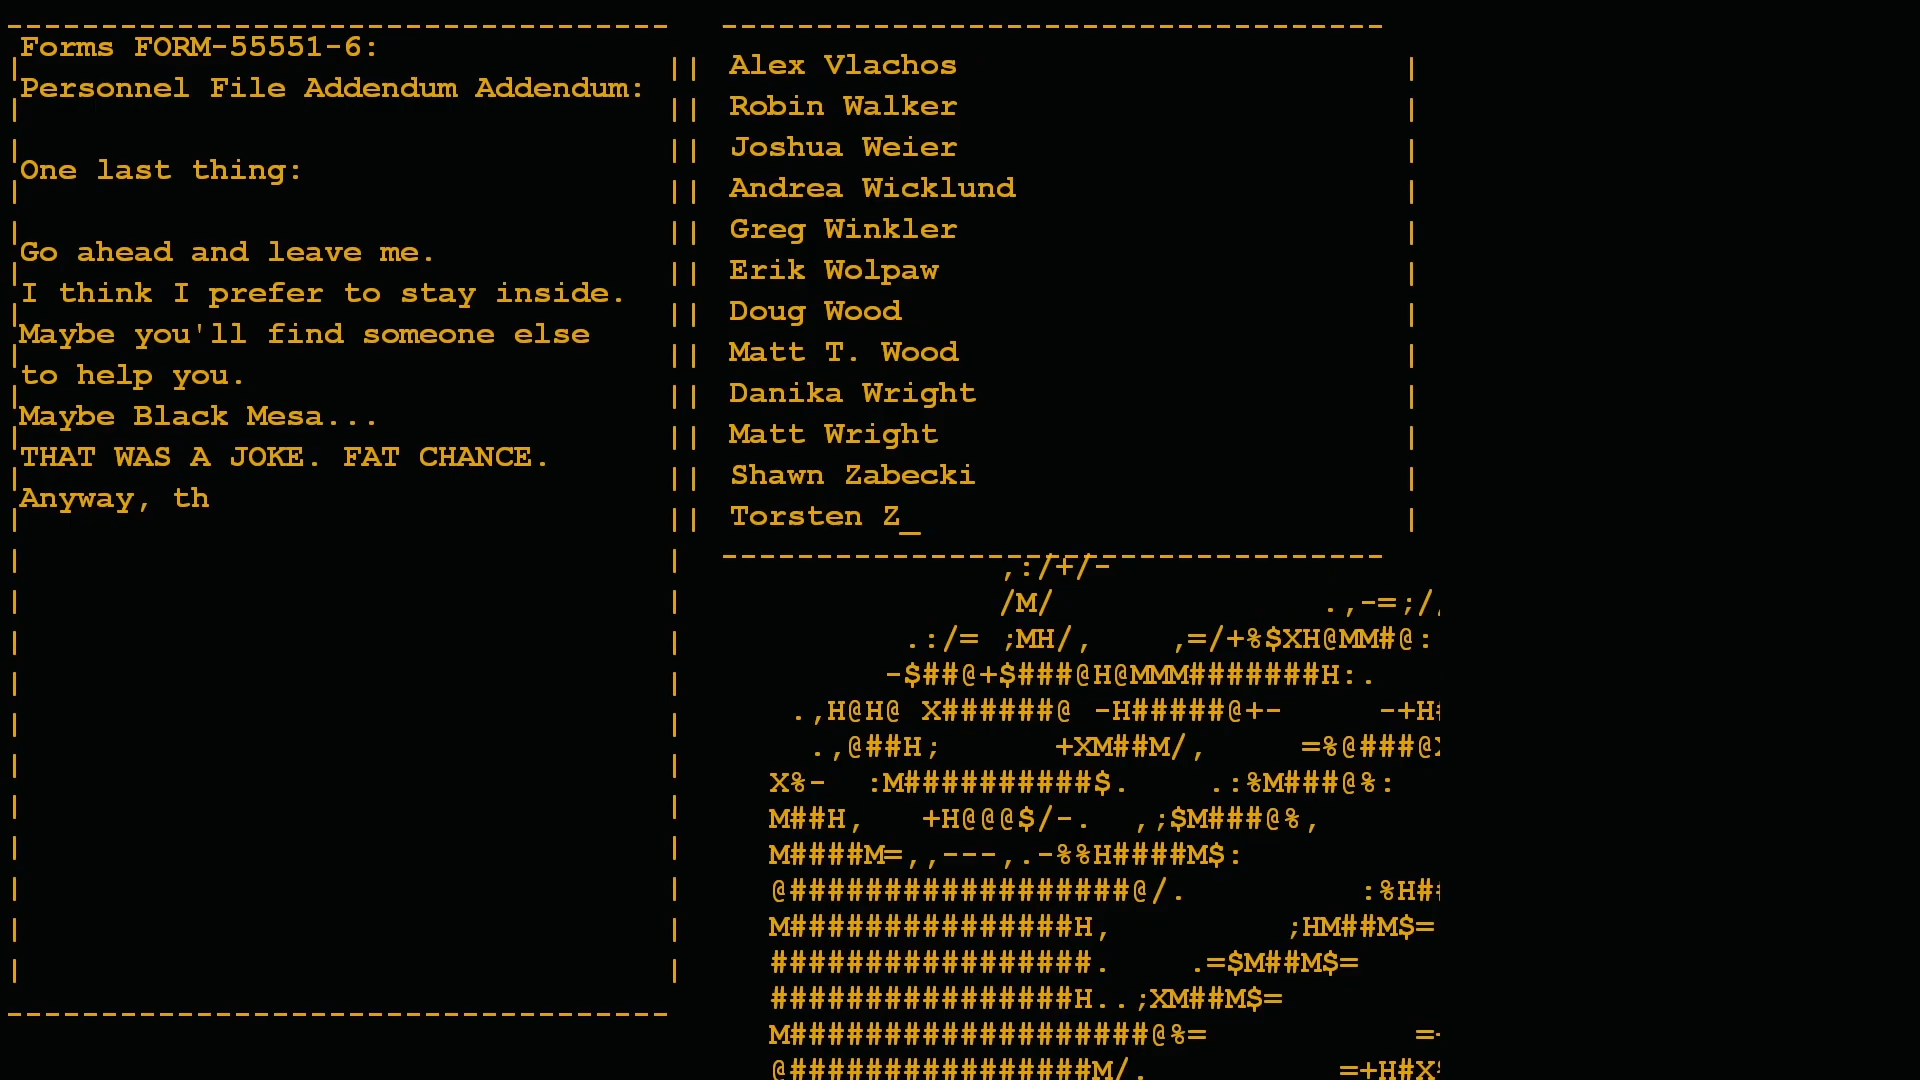 Forms FORM-55551-6:
Personnel File Addendum Addendum:
One last thing:
Go ahead and leave me.
I think I prefer to stay inside.
Maybe you'll find someone else
to help you.
Maybe Black Mesa...
THAT WAS A JOKE. FAT CHANCE.
Anyway, th
Alex Vlachos
Robin Walker
Joshua Weier
Andrea Wicklund
Greg Winkler
Erik Wolpaw
Doug Wood
Matt T. Wood
Danika Wright
Matt Wright
Shawn Zabecki
Torsten Z_